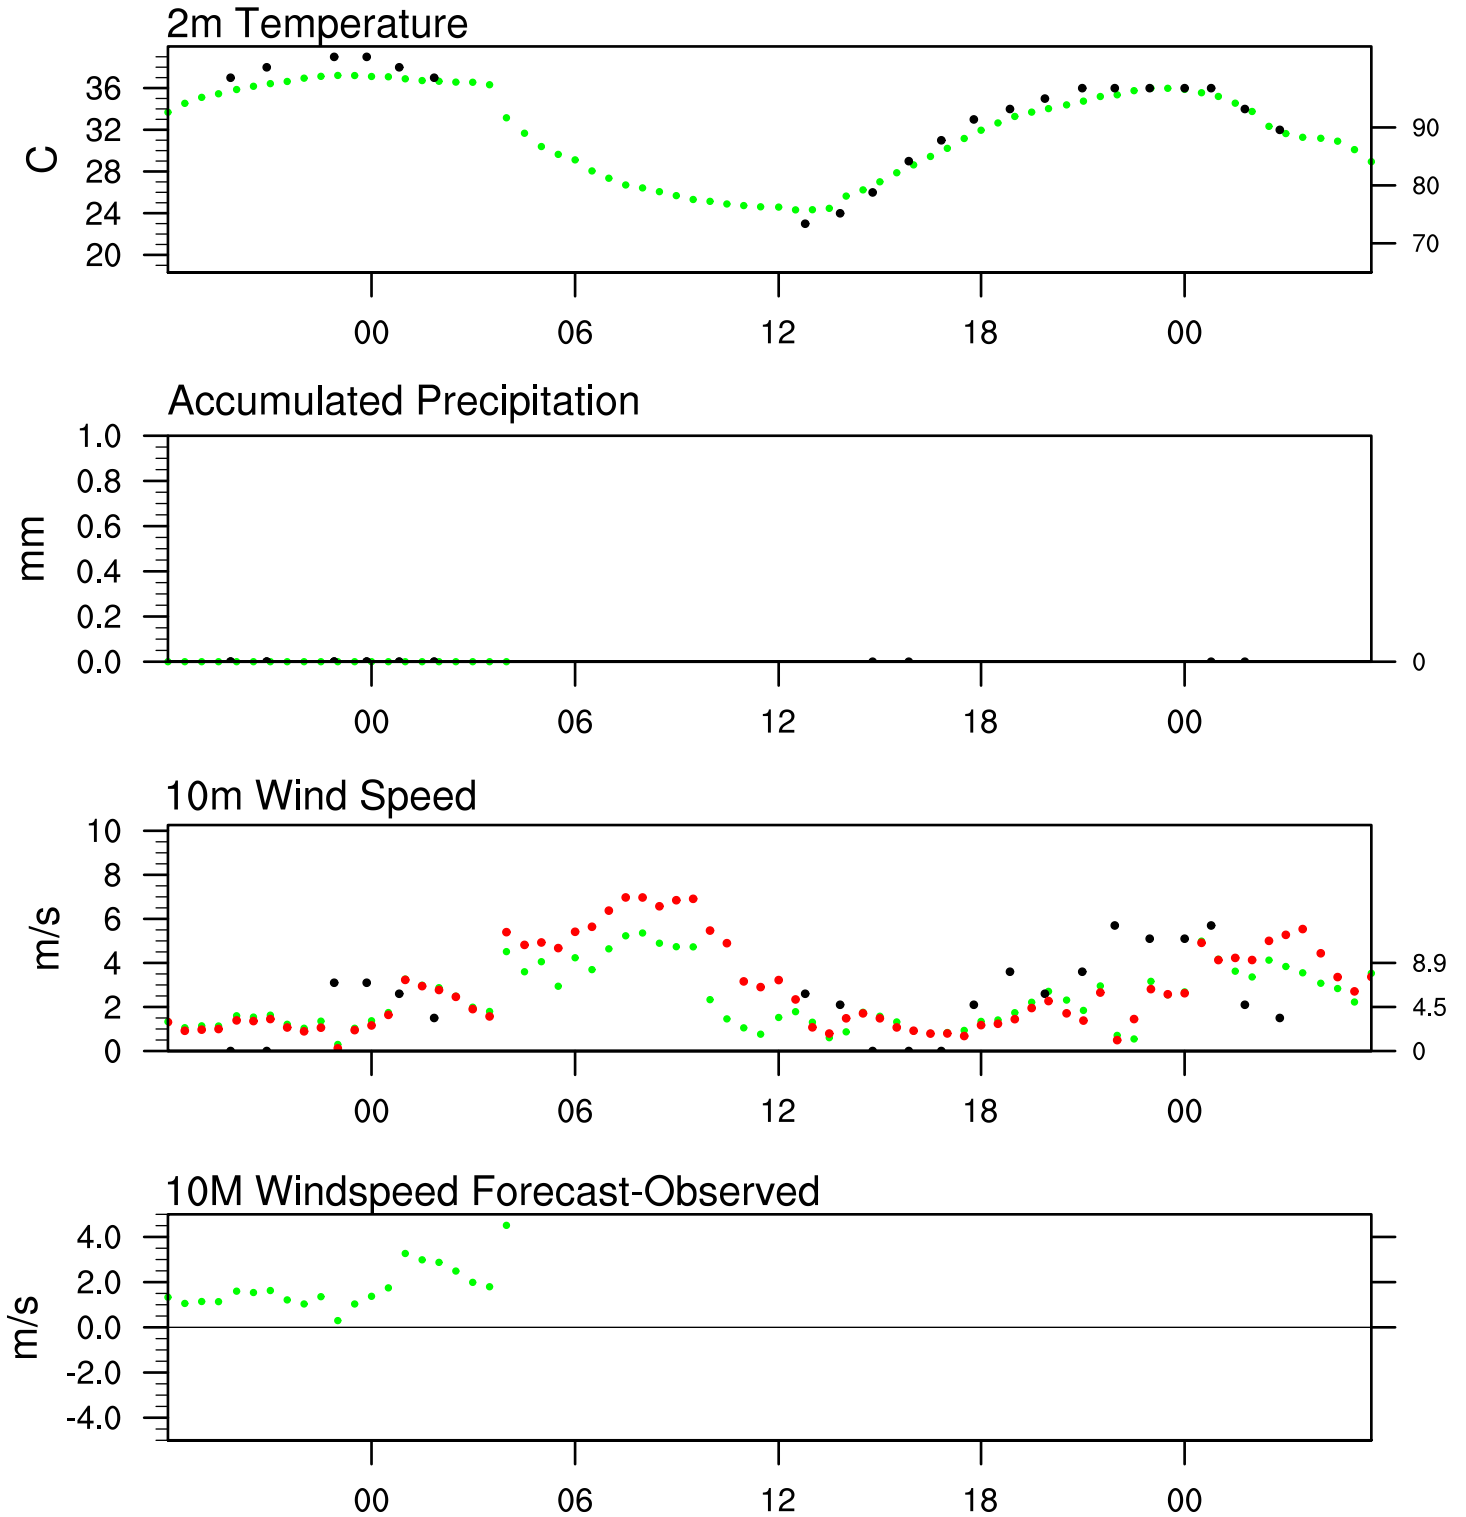 2m Temperature
36
32
28
24
20
C
90
80
70
00 06 12 18 00
Accumulated Precipitation
1.0
0.8
0.6
0.4
0.2
0.0
mm
0
00 06 12 18 00
10m Wind Speed
10
8
6
4
2
0
m/s
8.9
4.5
0
00 06 12 18 00
10M Windspeed Forecast-Observed
4.0
2.0
0.0
-2.0
-4.0
m/s
00 06 12 18 00